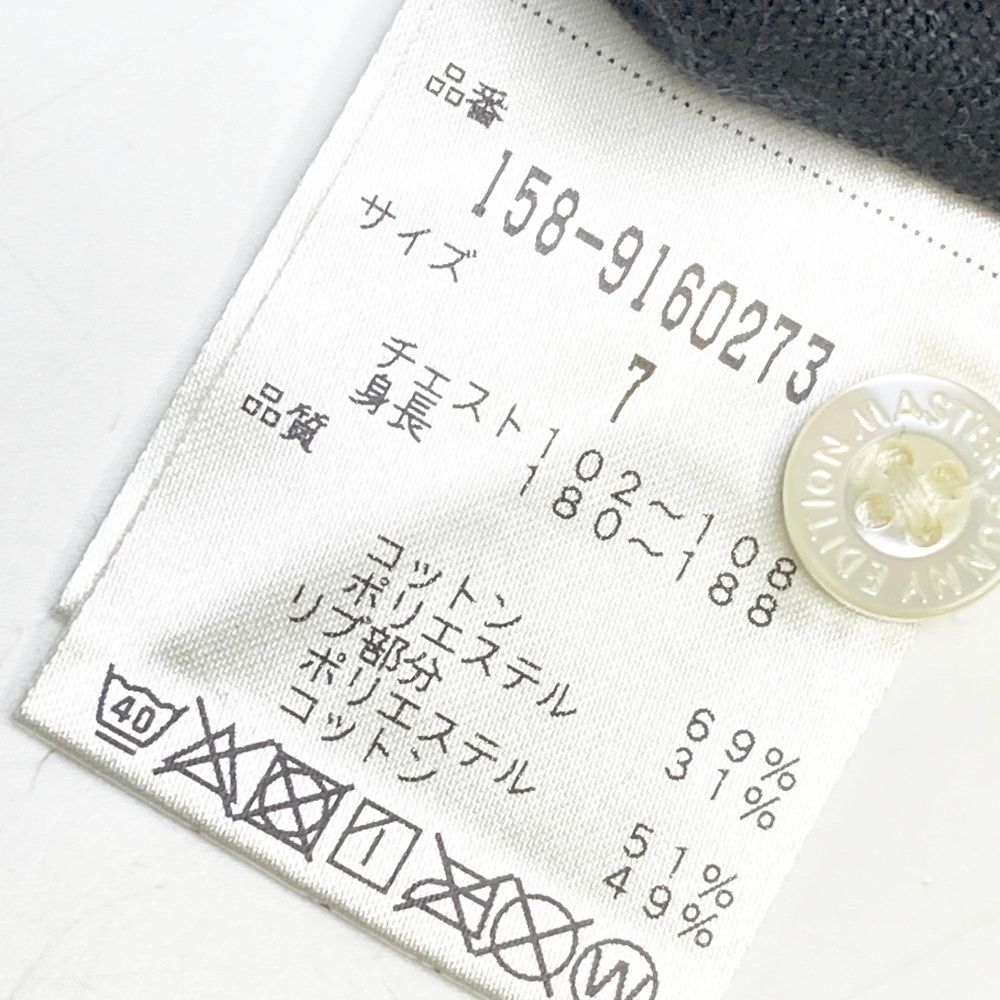 品番
158-9160273
サイズ
7
チェスト 102～108
身長 180～188
品質
コットン 69%
ポリエステル 31%
リブ部分
ポリエステル 51%
コットン 49%
40
1
W
MASTER
UNNY EDITION